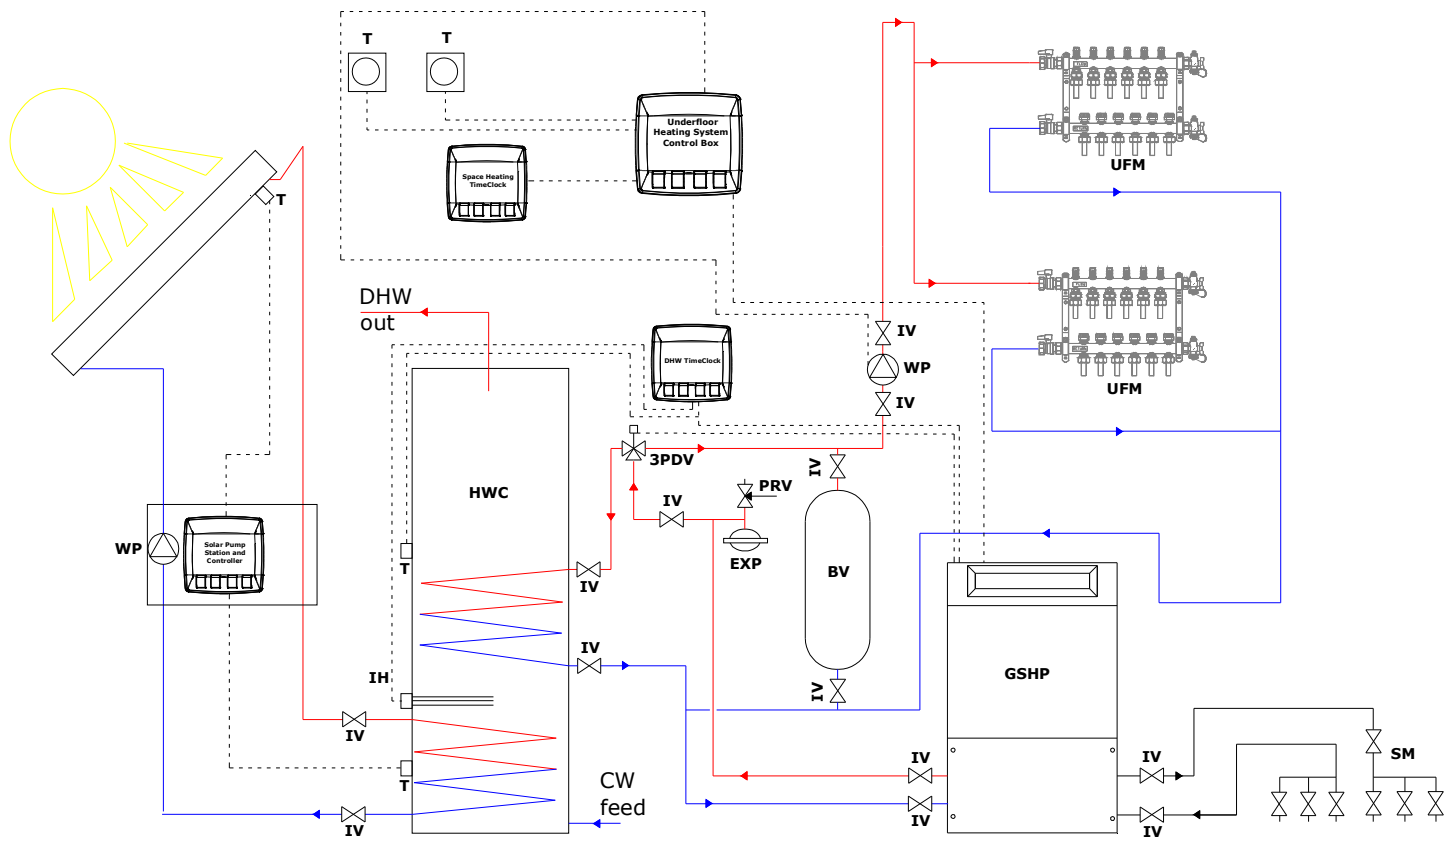 T
T
Underfloor
Heating System
Control Box
UFM
Space Heating
TimeClock
T
DHW
out
IV
DHW TimeClock
WP
UFM
IV
3PDV
IV
HWC
PRV
IV
WP
Solar Pump
Station and
Controller
T
EXP
BV
IV
IV
GSHP
IH
IV
IV
IV
IV
SM
T
CW
feed
IV
IV
IV